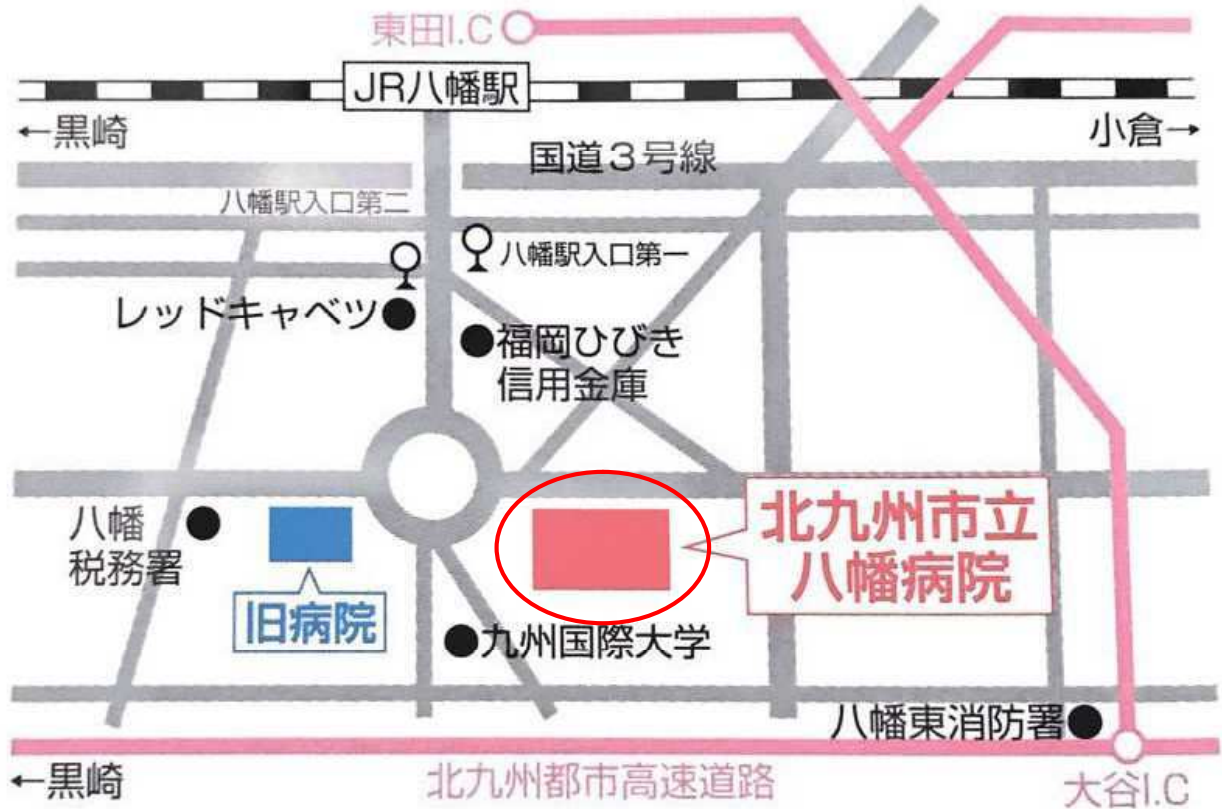 東田I.C
JR八幡駅
←黒崎
小倉→
国道3号線
八幡駅入口第二
八幡駅入口第一
レッドキャベツ
福岡ひびき
信用金庫
八幡
税務署
旧病院
北九州市立
八幡病院
九州国際大学
八幡東消防署
←黒崎
北九州都市高速道路
大谷I.C